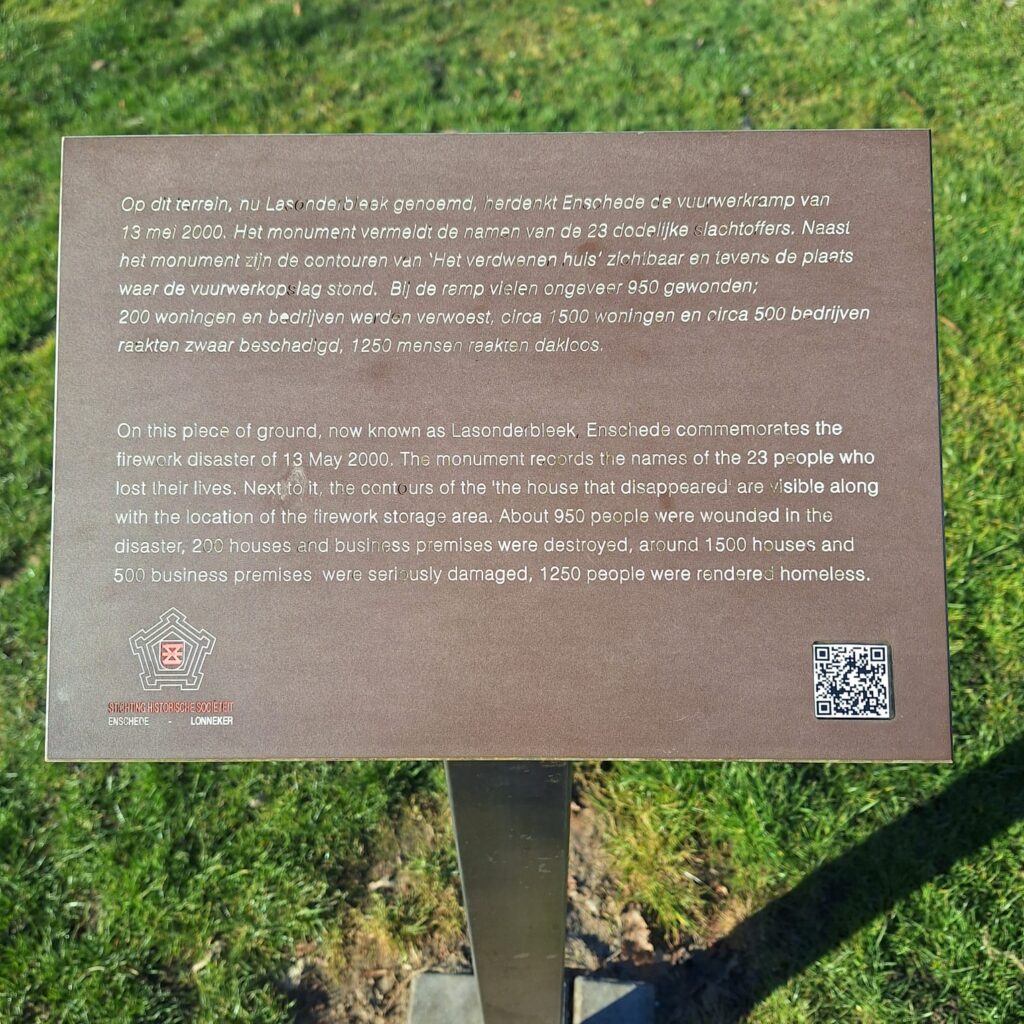 Op dit terrein, nu Lasonderbleek genoemd, herdenkt Enschede de vuurwerkramp van
13 mei 2000. Het monument vermeldt de namen van de 23 dodelijke slachtoffers. Naast
het monument zijn de contouren van 'Het verdwenen huis' zichtbaar en tevens de plaats
waar de vuurwerkopslag stond. Bij de ramp vielen ongeveer 950 gewonden;
200 woningen en bedrijven werden verwoest, circa 1500 woningen en circa 500 bedrijven
raakten zwaar beschadigd, 1250 mensen raakten dakloos.
On this piece of ground, now known as Lasonderbleek, Enschede commemorates the
firework disaster of 13 May 2000. The monument records the names of the 23 people who
lost their lives. Next to it, the contours of the 'the house that disappeared' are visible along
with the location of the firework storage area. About 950 people were wounded in the
disaster, 200 houses and business premises were destroyed, around 1500 houses and
500 business premises were seriously damaged, 1250 people were rendered homeless.
STICHTING HISTORISCHE SOCIETEIT
ENSCHEDE - LONNEKER